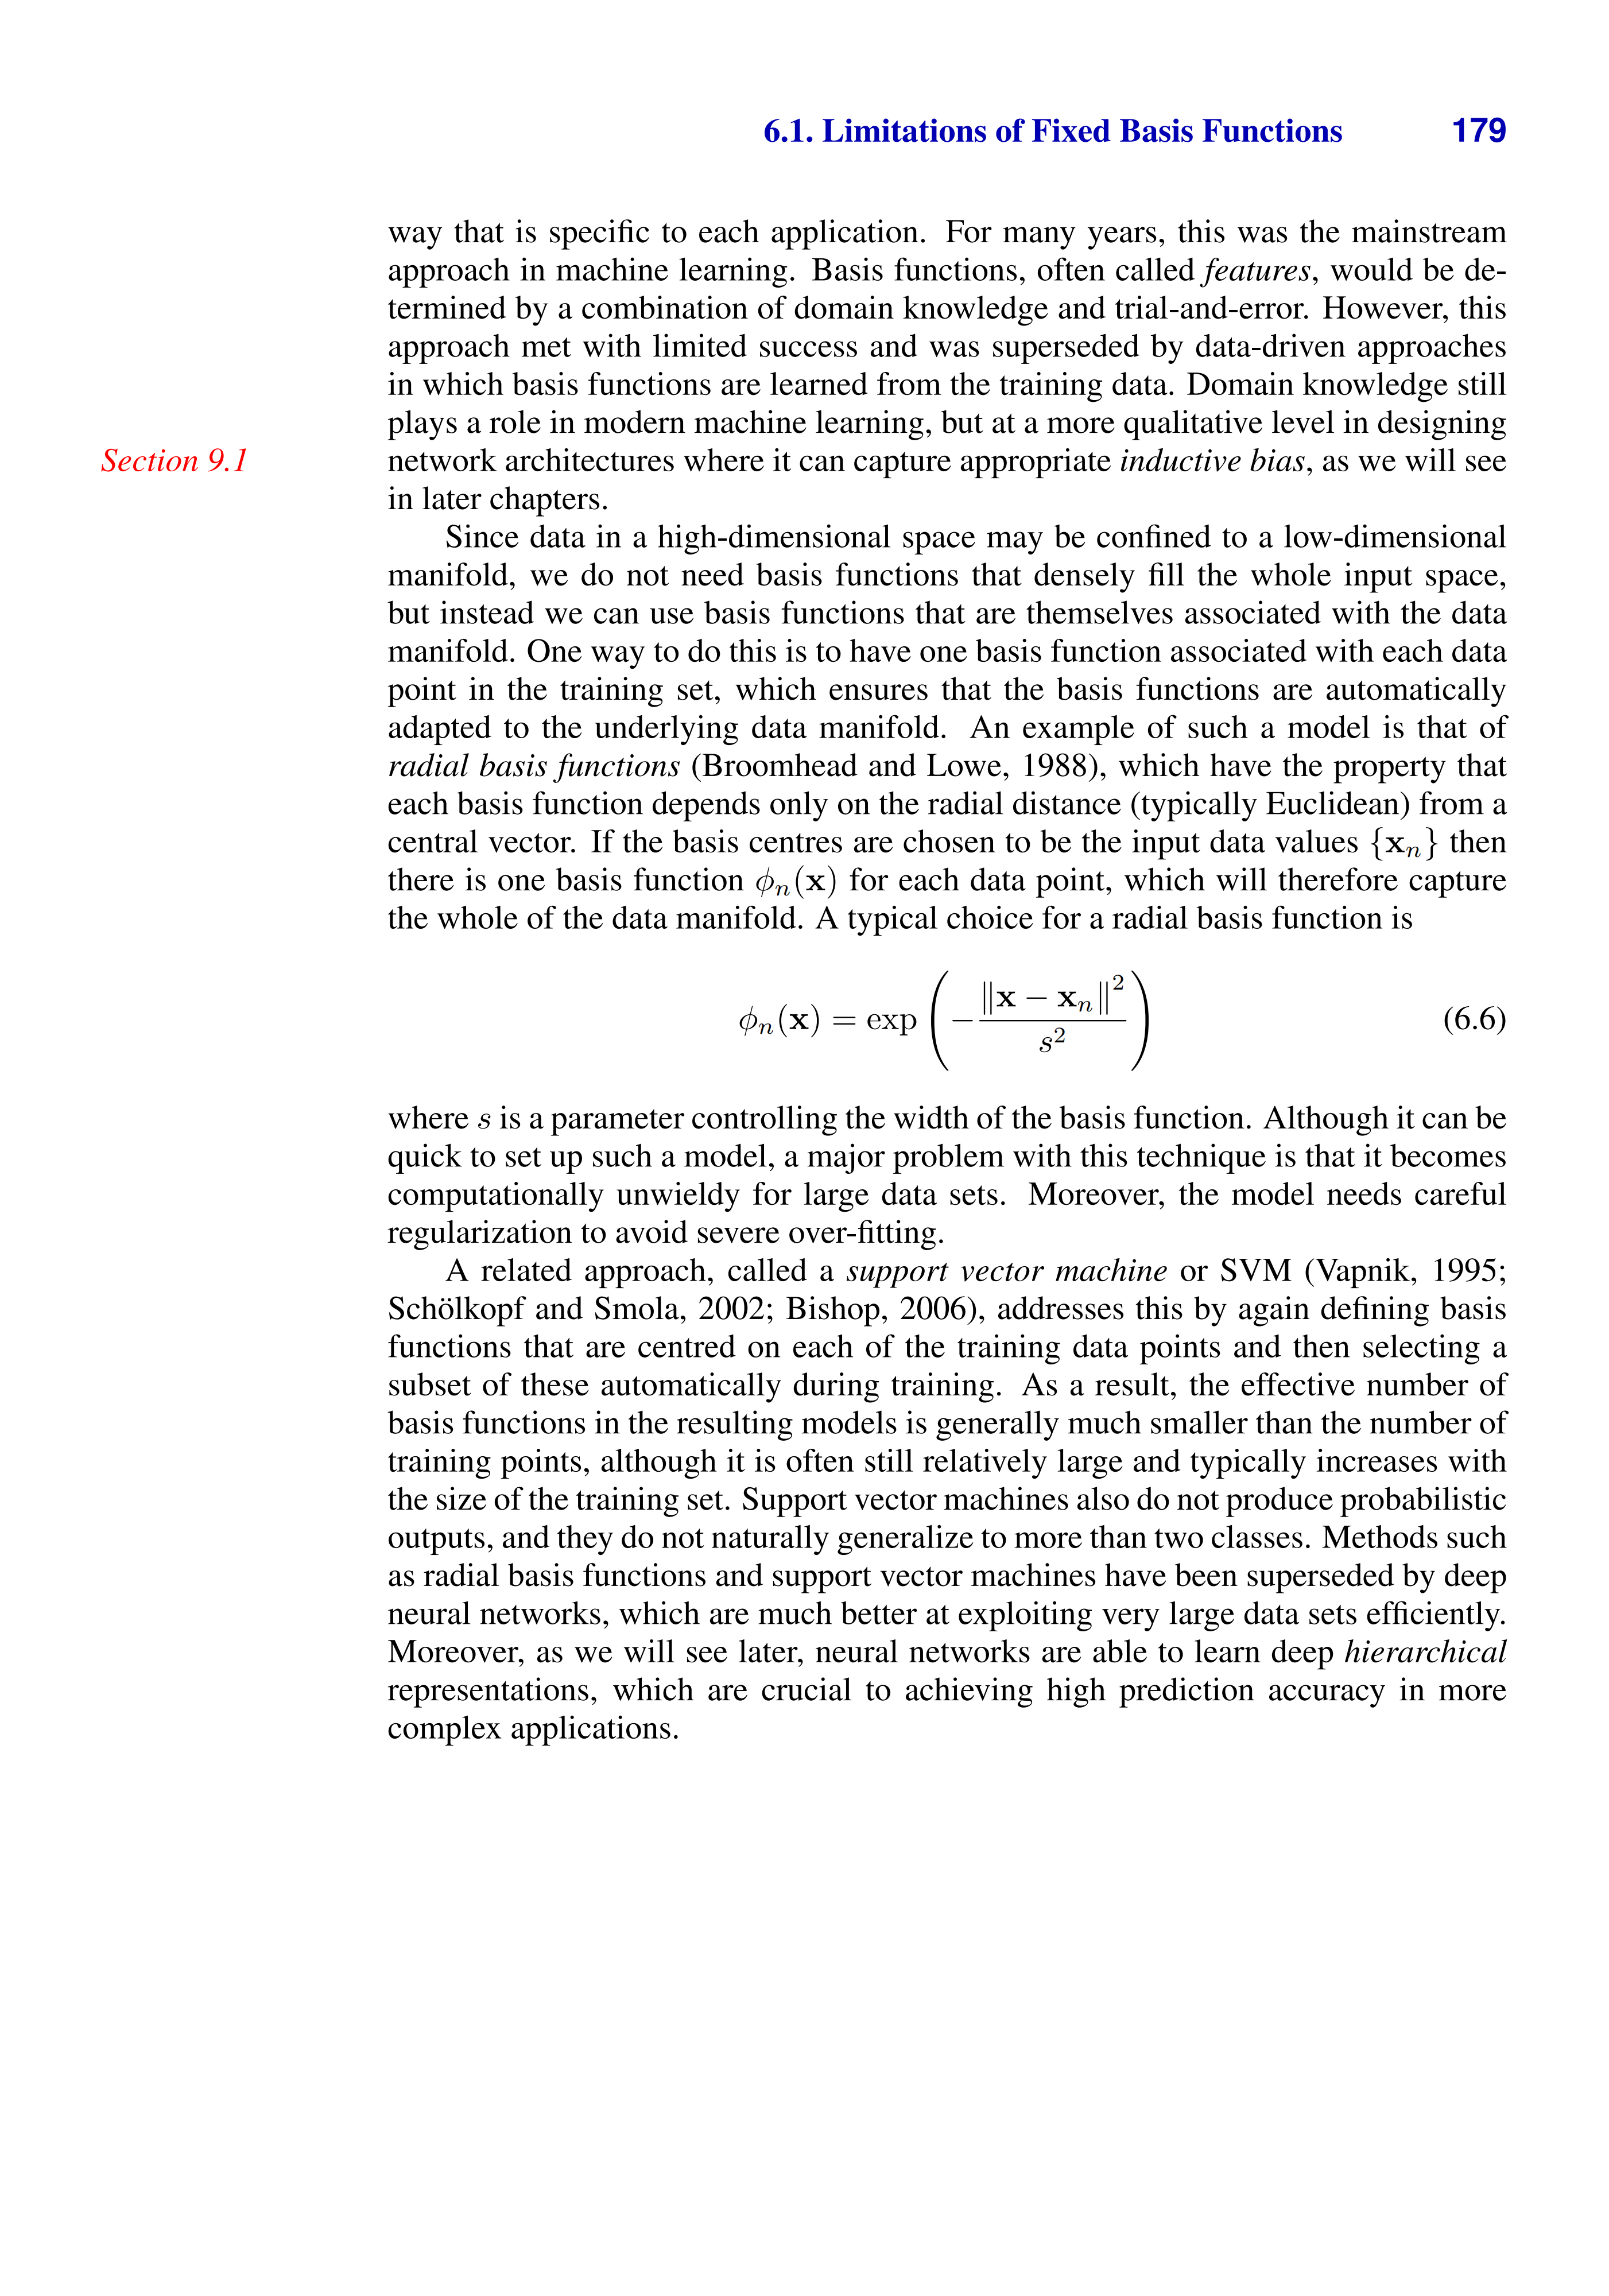 6.1. Limitations of Fixed Basis Functions 179
way that is specific to each application. For many years, this was the mainstream
approach in machine learning. Basis functions, often called features, would be de-
termined by a combination of domain knowledge and trial-and-error. However, this
approach met with limited success and was superseded by data-driven approaches
in which basis functions are learned from the training data. Domain knowledge still
plays a role in modern machine learning, but at a more qualitative level in designing
Section 9.1
network architectures where it can capture appropriate inductive bias, as we will see
in later chapters.
Since data in a high-dimensional space may be confined to a low-dimensional
manifold, we do not need basis functions that densely fill the whole input space,
but instead we can use basis functions that are themselves associated with the data
manifold. One way to do this is to have one basis function associated with each data
point in the training set, which ensures that the basis functions are automatically
adapted to the underlying data manifold. An example of such a model is that of
radial basis functions (Broomhead and Lowe, 1988), which have the property that
each basis function depends only on the radial distance (typically Euclidean) from a
central vector. If the basis centres are chosen to be the input data values {xₙ} then
there is one basis function ϕₙ(x) for each data point, which will therefore capture
the whole of the data manifold. A typical choice for a radial basis function is
ϕₙ(x) = exp(−‖x − xₙ‖² / s²) (6.6)
where s is a parameter controlling the width of the basis function. Although it can be
quick to set up such a model, a major problem with this technique is that it becomes
computationally unwieldy for large data sets. Moreover, the model needs careful
regularization to avoid severe over-fitting.
A related approach, called a support vector machine or SVM (Vapnik, 1995;
Schölkopf and Smola, 2002; Bishop, 2006), addresses this by again defining basis
functions that are centred on each of the training data points and then selecting a
subset of these automatically during training. As a result, the effective number of
basis functions in the resulting models is generally much smaller than the number of
training points, although it is often still relatively large and typically increases with
the size of the training set. Support vector machines also do not produce probabilistic
outputs, and they do not naturally generalize to more than two classes. Methods such
as radial basis functions and support vector machines have been superseded by deep
neural networks, which are much better at exploiting very large data sets efficiently.
Moreover, as we will see later, neural networks are able to learn deep hierarchical
representations, which are crucial to achieving high prediction accuracy in more
complex applications.